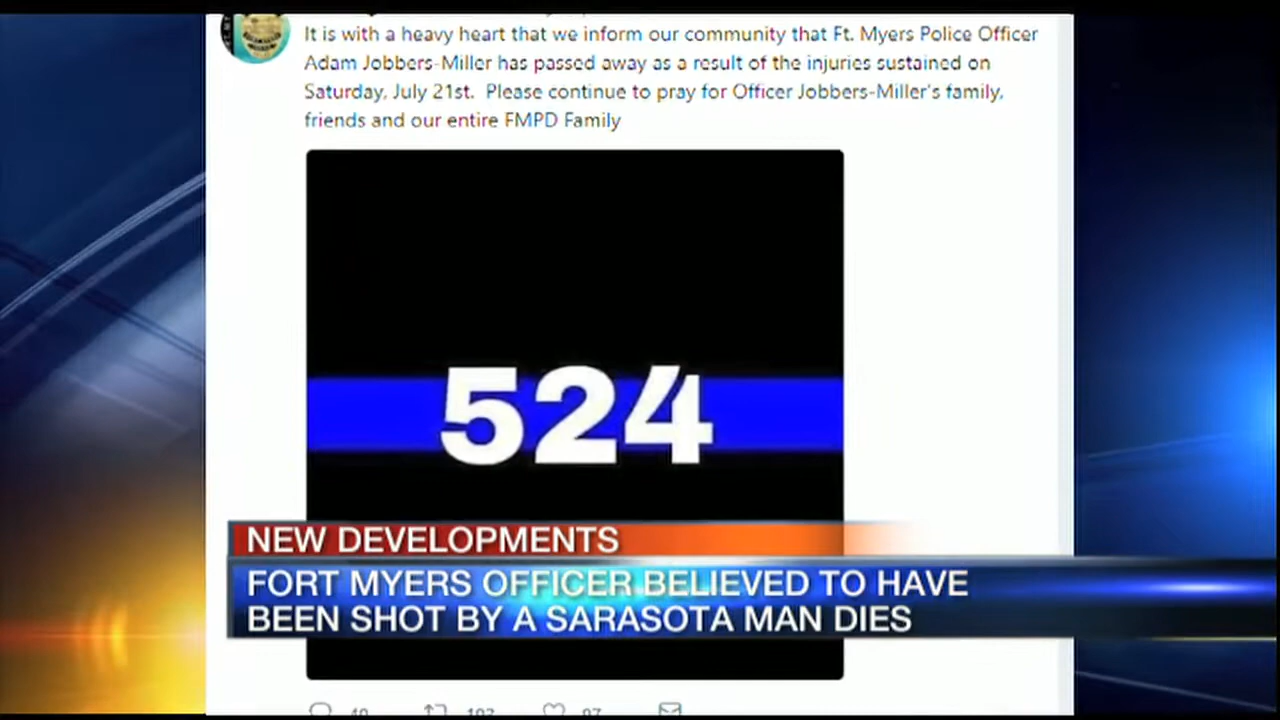 It is with a heavy heart that we inform our community that Ft. Myers Police Officer
Adam Jobbers-Miller has passed away as a result of the injuries sustained on
Saturday, July 21st.  Please continue to pray for Officer Jobbers-Miller's family,
friends and our entire FMPD Family
524
NEW DEVELOPMENTS
FORT MYERS OFFICER BELIEVED TO HAVE
BEEN SHOT BY A SARASOTA MAN DIES